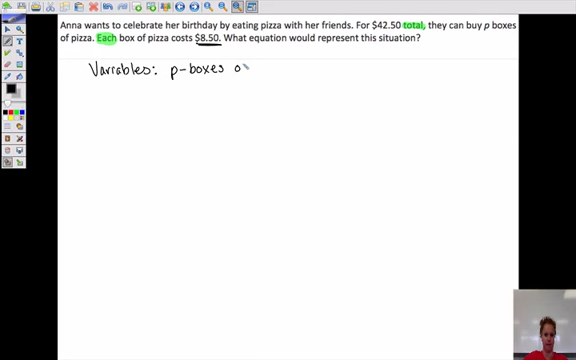 Anna wants to celebrate her birthday by eating pizza with her friends. For $42.50 total, they can buy p boxes
of pizza. Each box of pizza costs $8.50. What equation would represent this situation?
Variables: p-boxes o